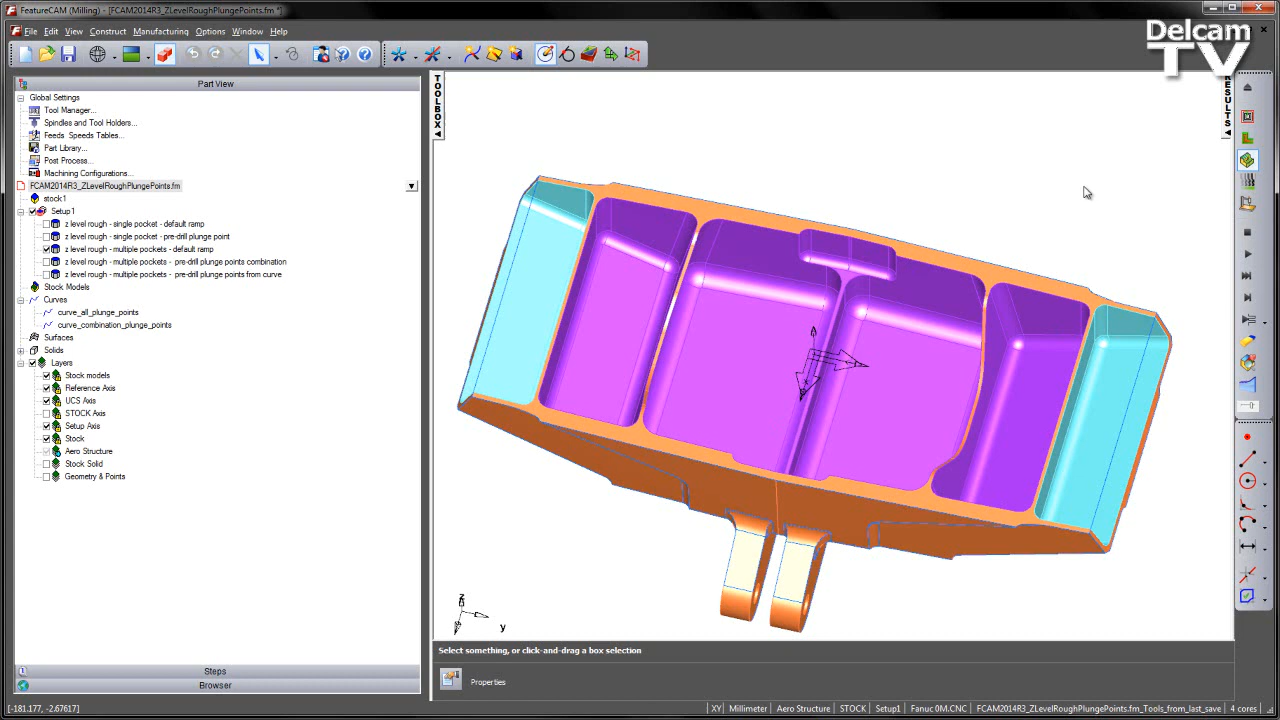 FeatureCAM (Milling) - [FCAM2014R3_ZLevelRoughPlungePoints.fm *]
File Edit View Construct Manufacturing Options Window Help
Delcam
TV
Part View
Global Settings
Tool Manager...
Spindles and Tool Holders...
Feeds Speeds Tables...
Part Library...
Post Process...
Machining Configurations...
FCAM2014R3_ZLevelRoughPlungePoints.fm
stock1
Setup1
z level rough - single pocket - default ramp
z level rough - single pocket - pre-drill plunge point
z level rough - multiple pockets - default ramp
z level rough - multiple pockets - pre-drill plunge points combination
z level rough - multiple pockets - pre-drill plunge points from curve
Stock Models
Curves
curve_all_plunge_points
curve_combination_plunge_points
Surfaces
Solids
Layers
Stock models
Reference Axis
UCS Axis
STOCK Axis
Setup Axis
Stock
Aero Structure
Stock Solid
Geometry & Points
Steps
Browser
TOOLBOX
RESULTS
z
y
Select something, or click-and-drag a box selection
Properties
[-181.177, -2.67617]
XY Millimeter Aero Structure STOCK Setup1 Fanuc 0M.CNC FCAM2014R3_ZLevelRoughPlungePoints.fm_Tools_from_last_save 4 cores